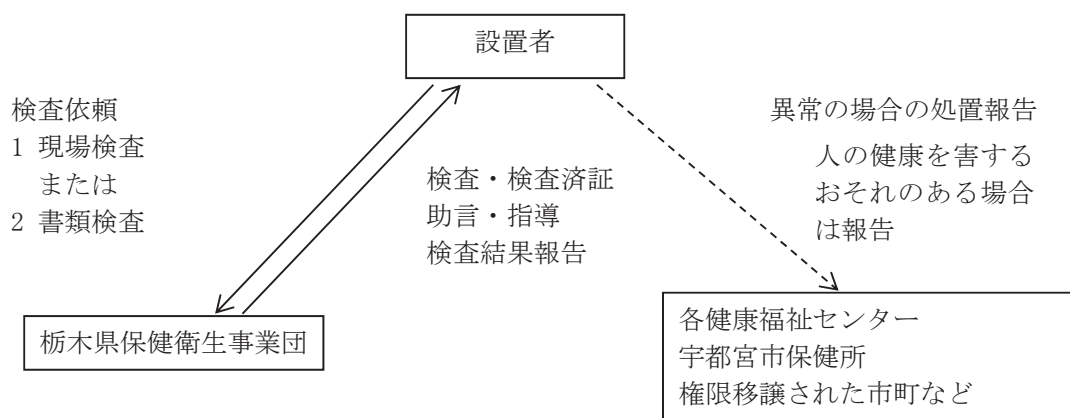 設置者
検査依頼
1 現場検査
または
2 書類検査
検査・検査済証
助言・指導
検査結果報告
異常の場合の処置報告
人の健康を害する
おそれのある場合
は報告
栃木県保健衛生事業団
各健康福祉センター
宇都宮市保健所
権限移譲された市町など